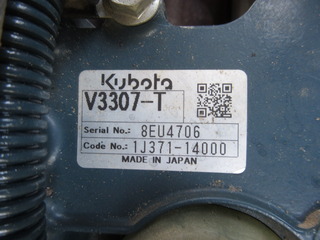 Kubota
V3307-T
Serial No.: 8EU4706
Code No.: 1J371-14000
MADE IN JAPAN